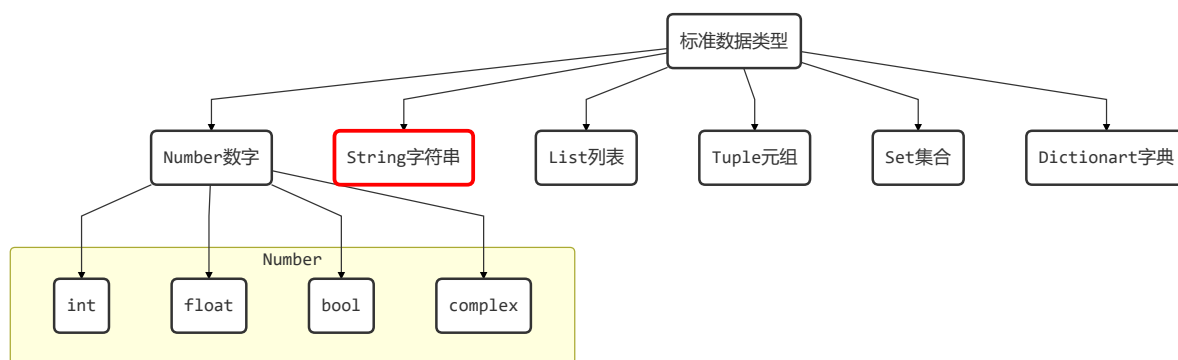 标准数据类型
Number数字
String字符串
List列表
Tuple元组
Set集合
Dictionart字典
Number
int
float
bool
complex